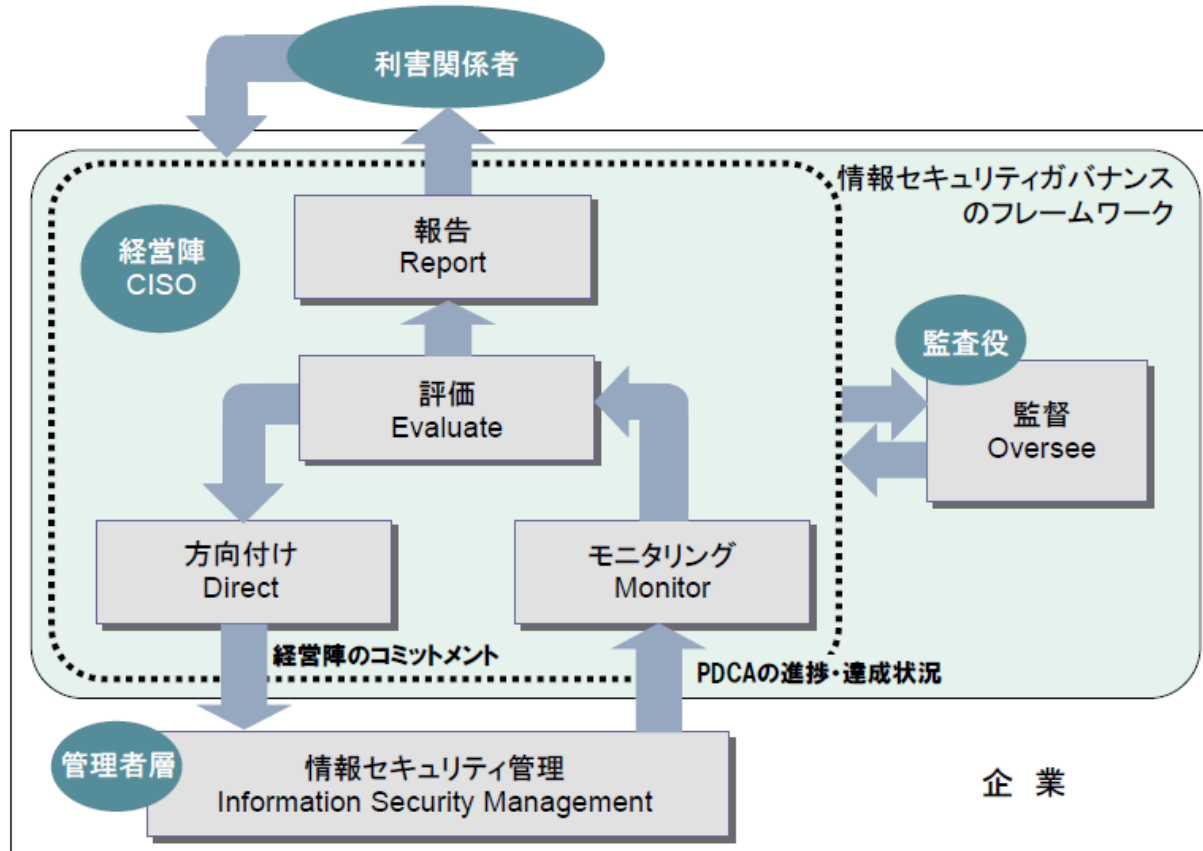 利害関係者
情報セキュリティガバナンス
のフレームワーク
報告
Report
経営陣
CISO
監査役
評価
Evaluate
監督
Oversee
方向付け
Direct
モニタリング
Monitor
経営陣のコミットメント
PDCAの進捗・達成状況
管理者層
情報セキュリティ管理
Information Security Management
企 業